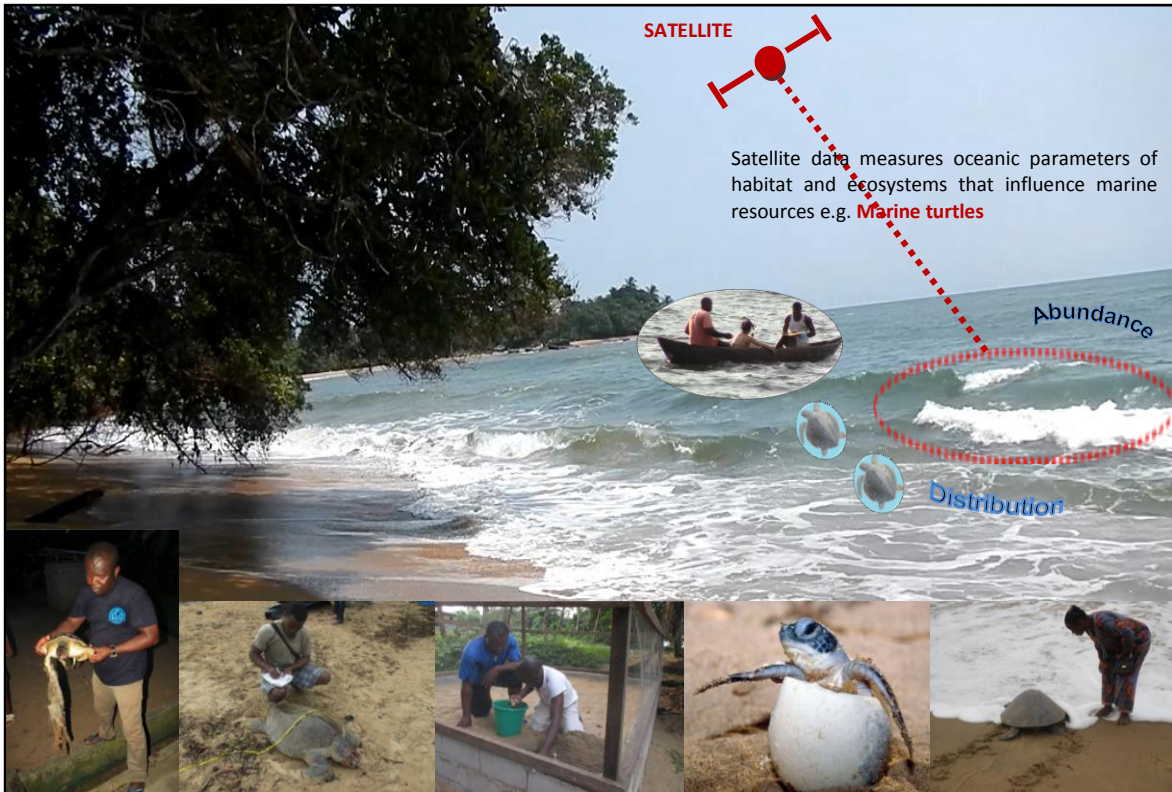 SATELLITE
Satellite data measures oceanic parameters of
habitat and ecosystems that influence marine
resources e.g. Marine turtles
Abundance
Distribution